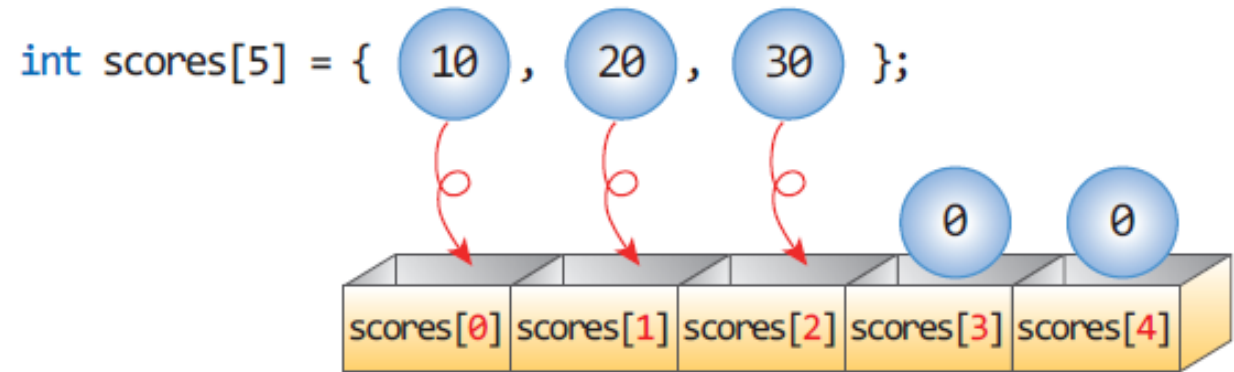 int scores[5] = { 10 , 20 , 30 };
0 0
scores[0] scores[1] scores[2] scores[3] scores[4]